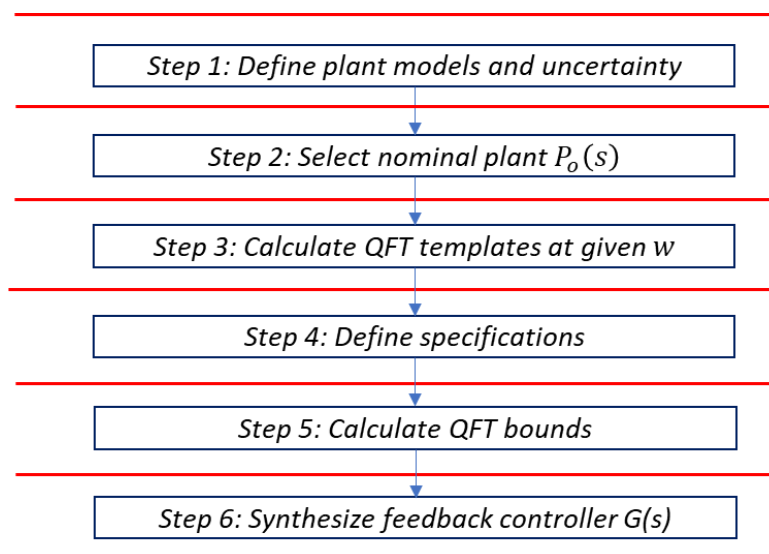 Step 1: Define plant models and uncertainty
Step 2: Select nominal plant Pₒ(s)
Step 3: Calculate QFT templates at given w
Step 4: Define specifications
Step 5: Calculate QFT bounds
Step 6: Synthesize feedback controller G(s)